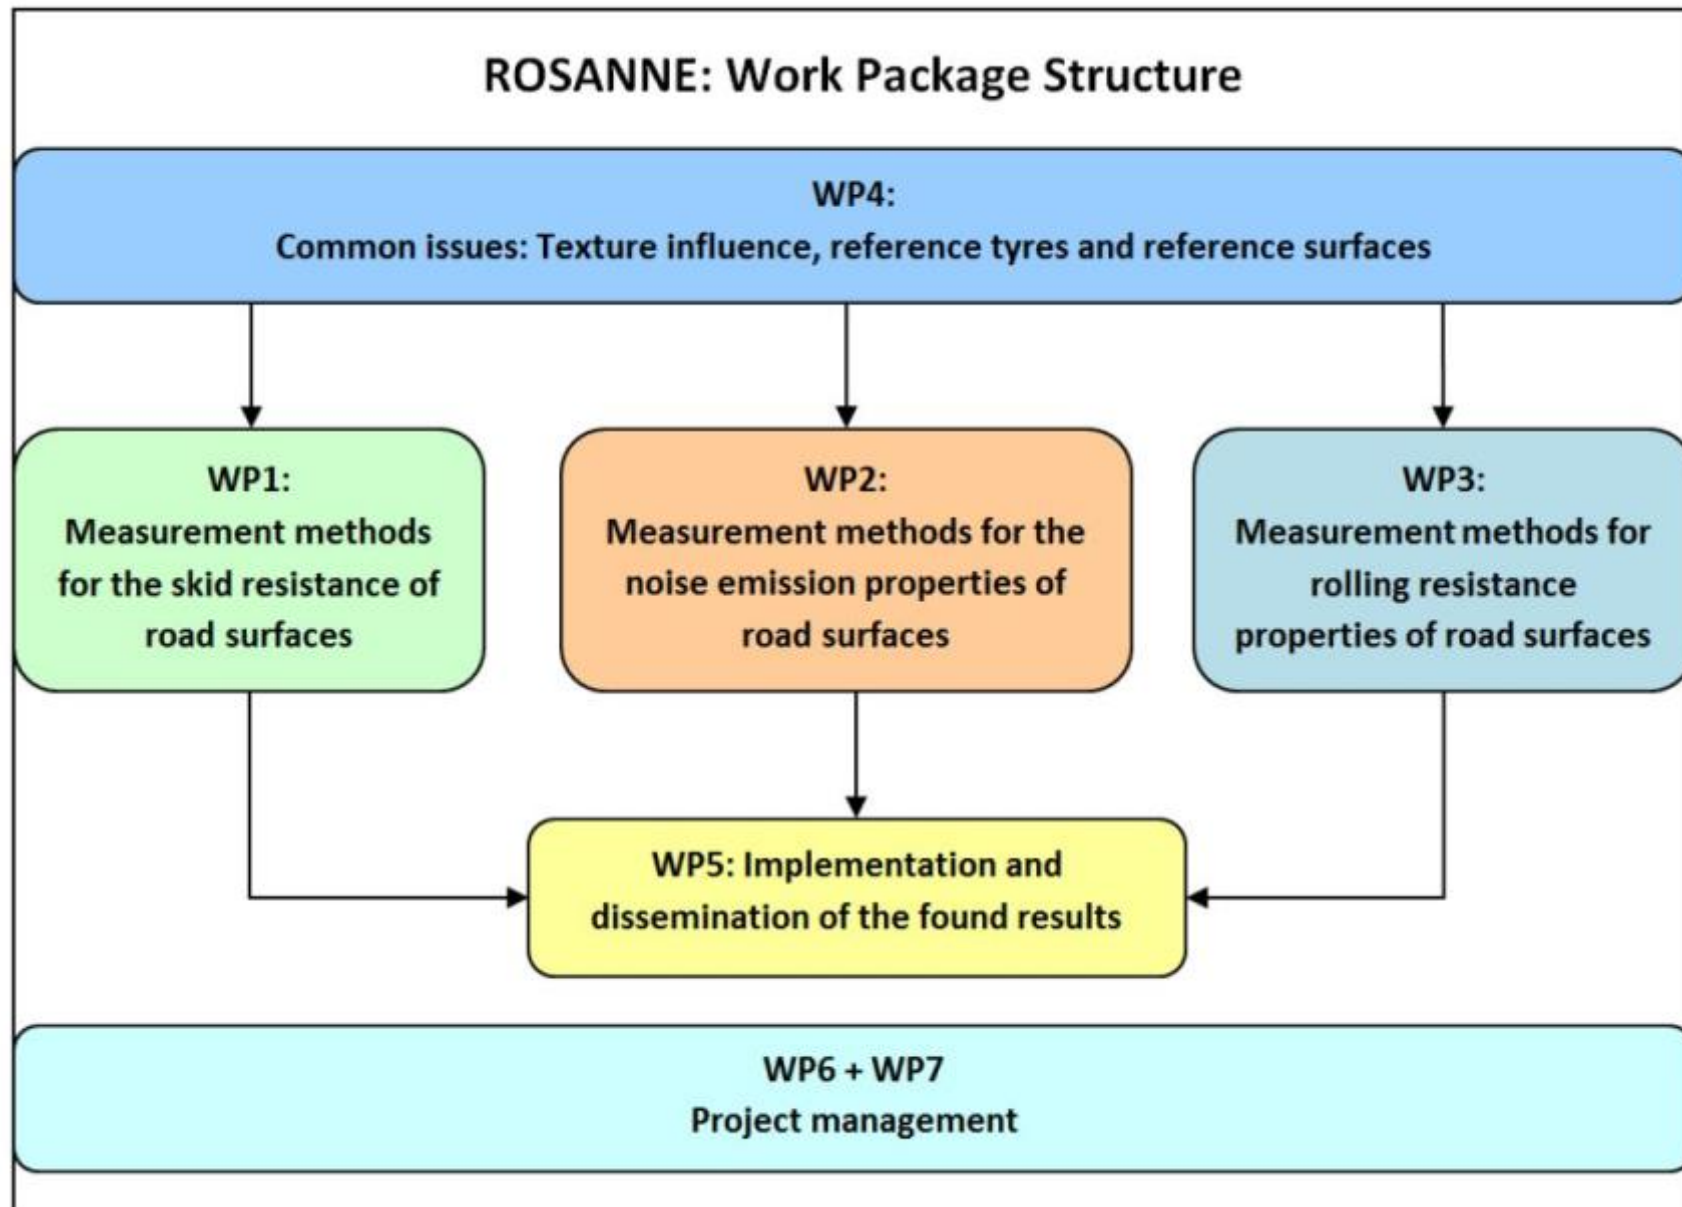 ROSANNE: Work Package Structure
WP4:
Common issues: Texture influence, reference tyres and reference surfaces
WP1:
Measurement methods
for the skid resistance of
road surfaces
WP2:
Measurement methods for the
noise emission properties of
road surfaces
WP3:
Measurement methods for
rolling resistance
properties of road surfaces
WP5: Implementation and
dissemination of the found results
WP6 + WP7
Project management